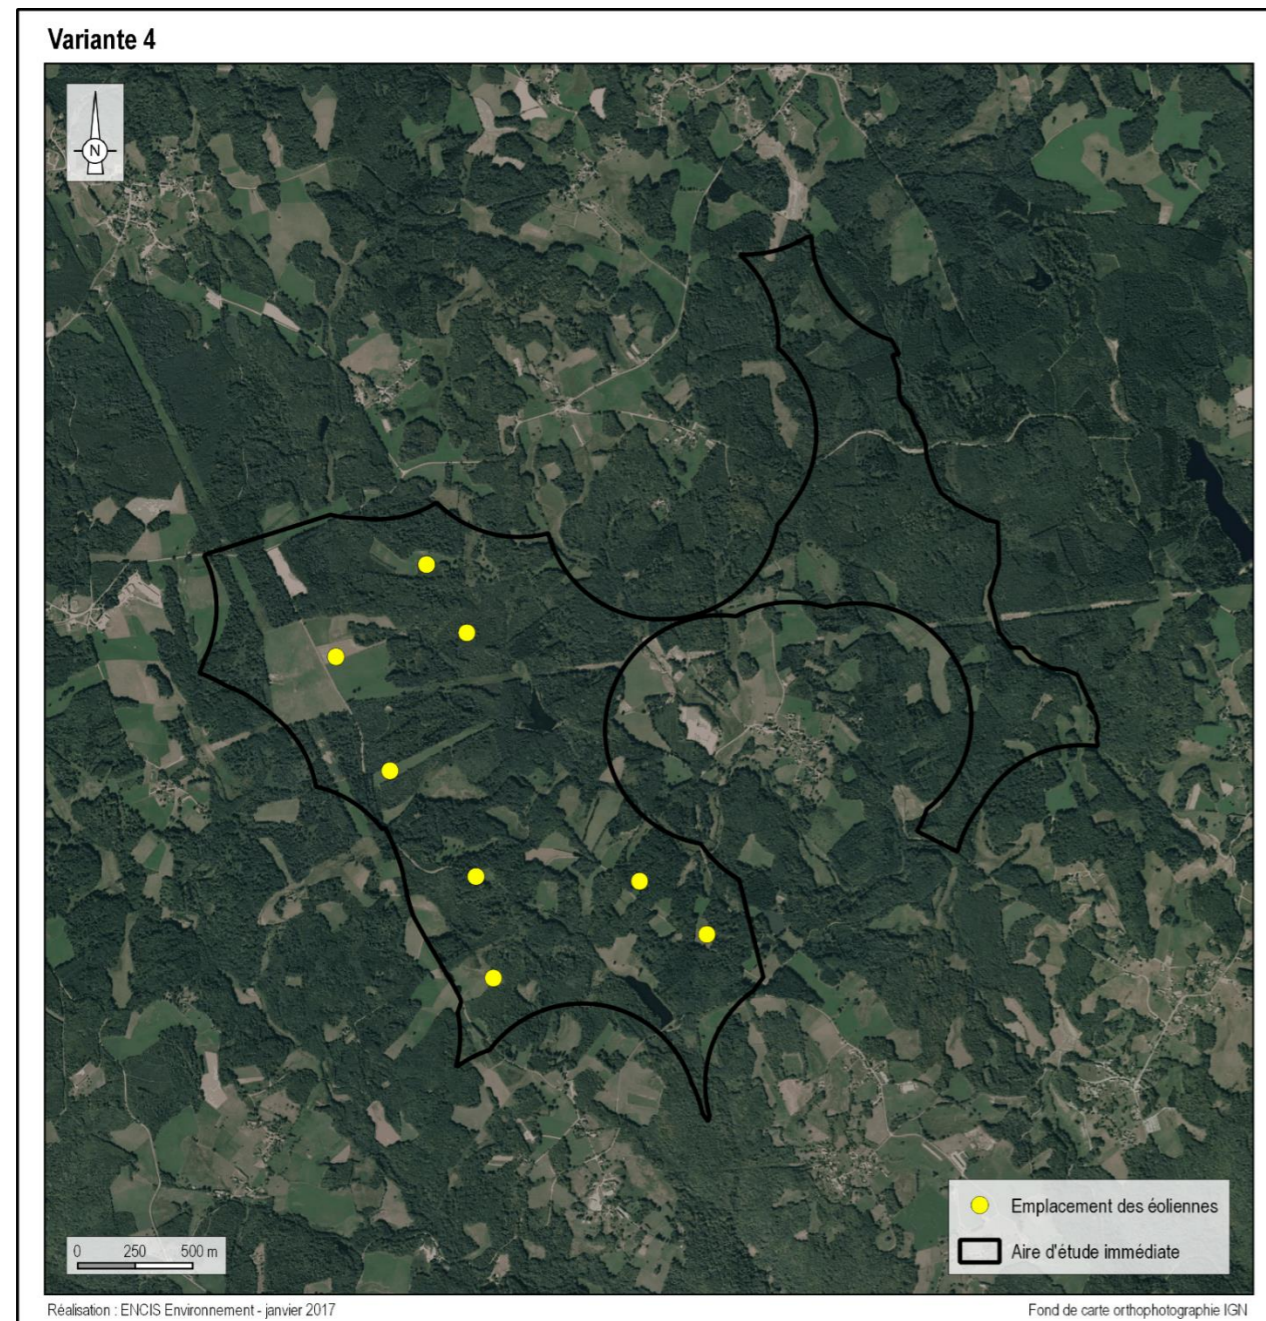 Variante 4
N
0 250 500 m
Emplacement des éoliennes
Aire d'étude immédiate
Réalisation : ENCIS Environnement - janvier 2017
Fond de carte orthophotographie IGN